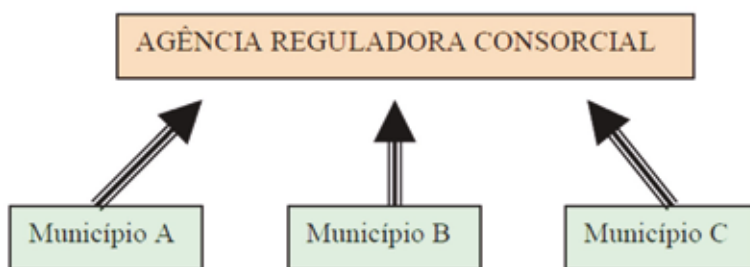 AGÊNCIA REGULADORA CONSORCIAL
Município A
Município B
Município C